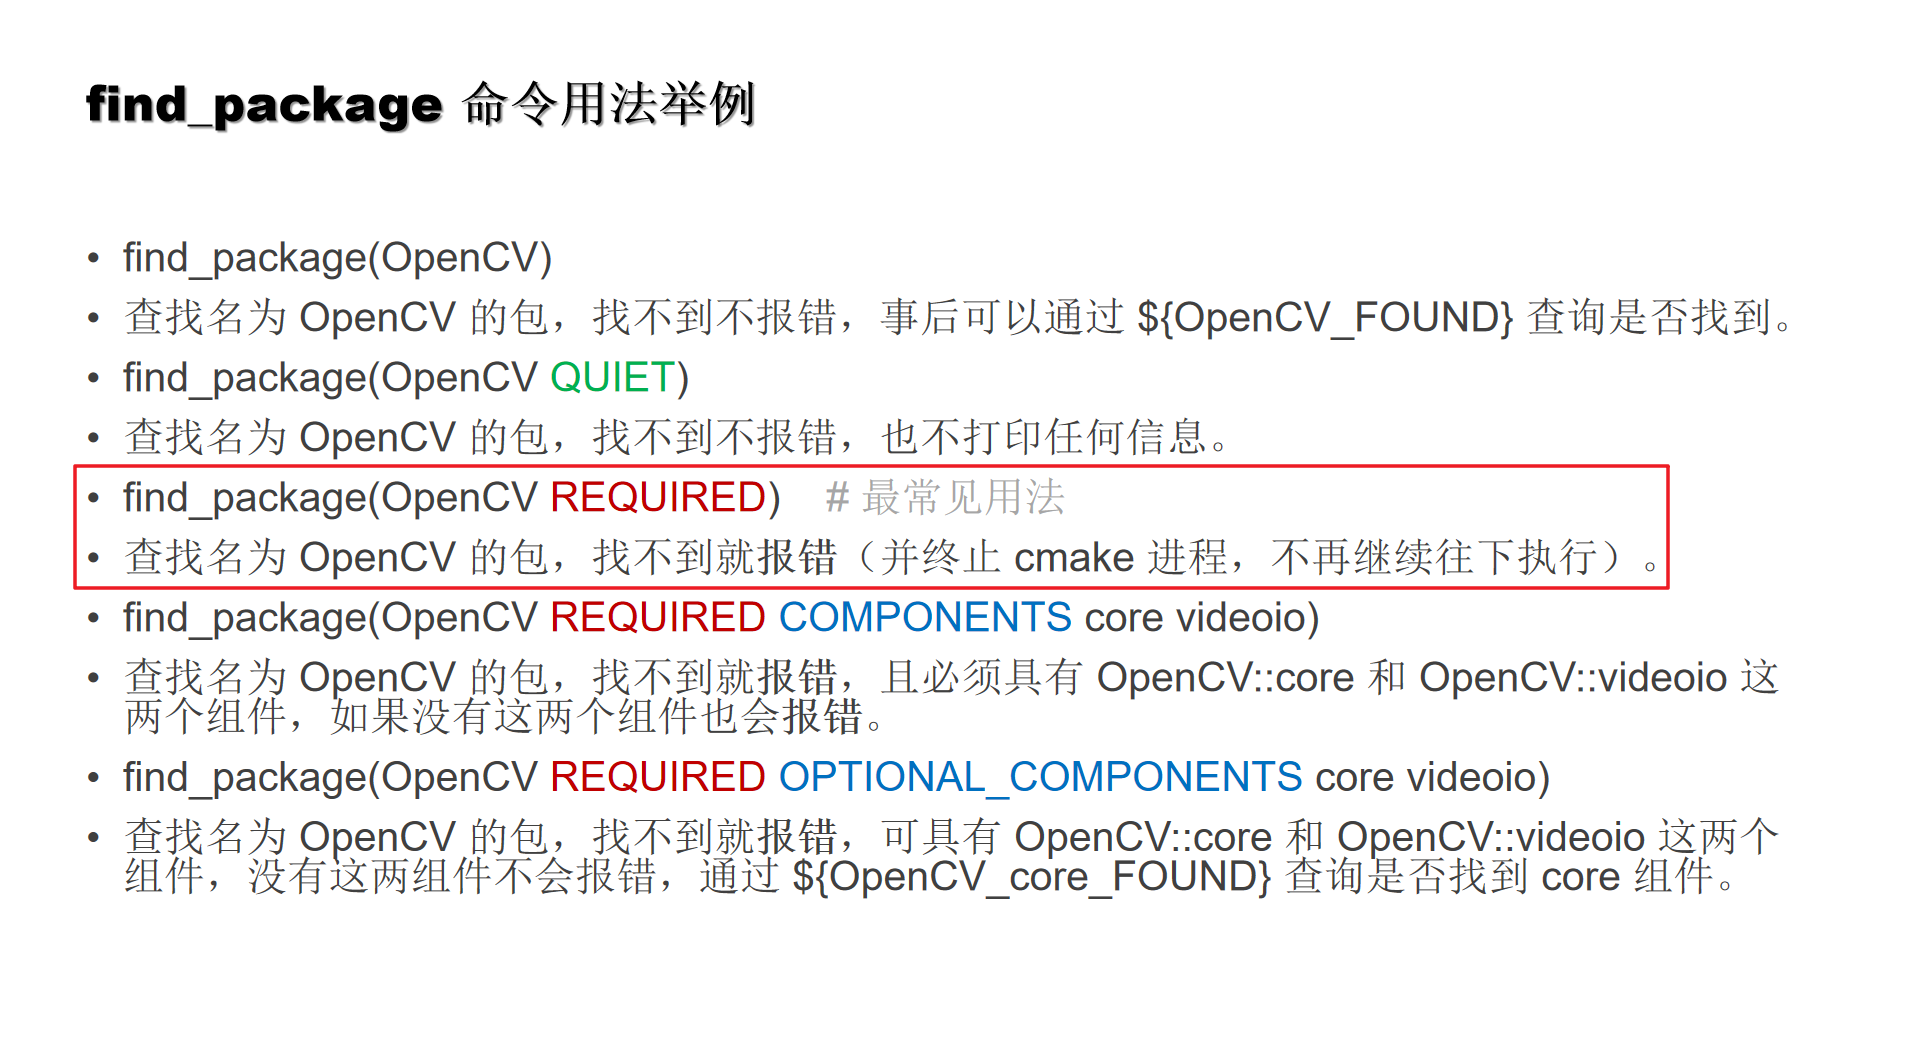 find_package 命令用法举例
• find_package(OpenCV)
• 查找名为 OpenCV 的包，找不到不报错，事后可以通过 ${OpenCV_FOUND} 查询是否找到。
• find_package(OpenCV QUIET)
• 查找名为 OpenCV 的包，找不到不报错，也不打印任何信息。
• find_package(OpenCV REQUIRED) # 最常见用法
• 查找名为 OpenCV 的包，找不到就报错（并终止 cmake 进程，不再继续往下执行）。
• find_package(OpenCV REQUIRED COMPONENTS core videoio)
• 查找名为 OpenCV 的包，找不到就报错，且必须具有 OpenCV::core 和 OpenCV::videoio 这
两个组件，如果没有这两个组件也会报错。
• find_package(OpenCV REQUIRED OPTIONAL_COMPONENTS core videoio)
• 查找名为 OpenCV 的包，找不到就报错，可具有 OpenCV::core 和 OpenCV::videoio 这两个
组件，没有这两组件不会报错，通过 ${OpenCV_core_FOUND} 查询是否找到 core 组件。